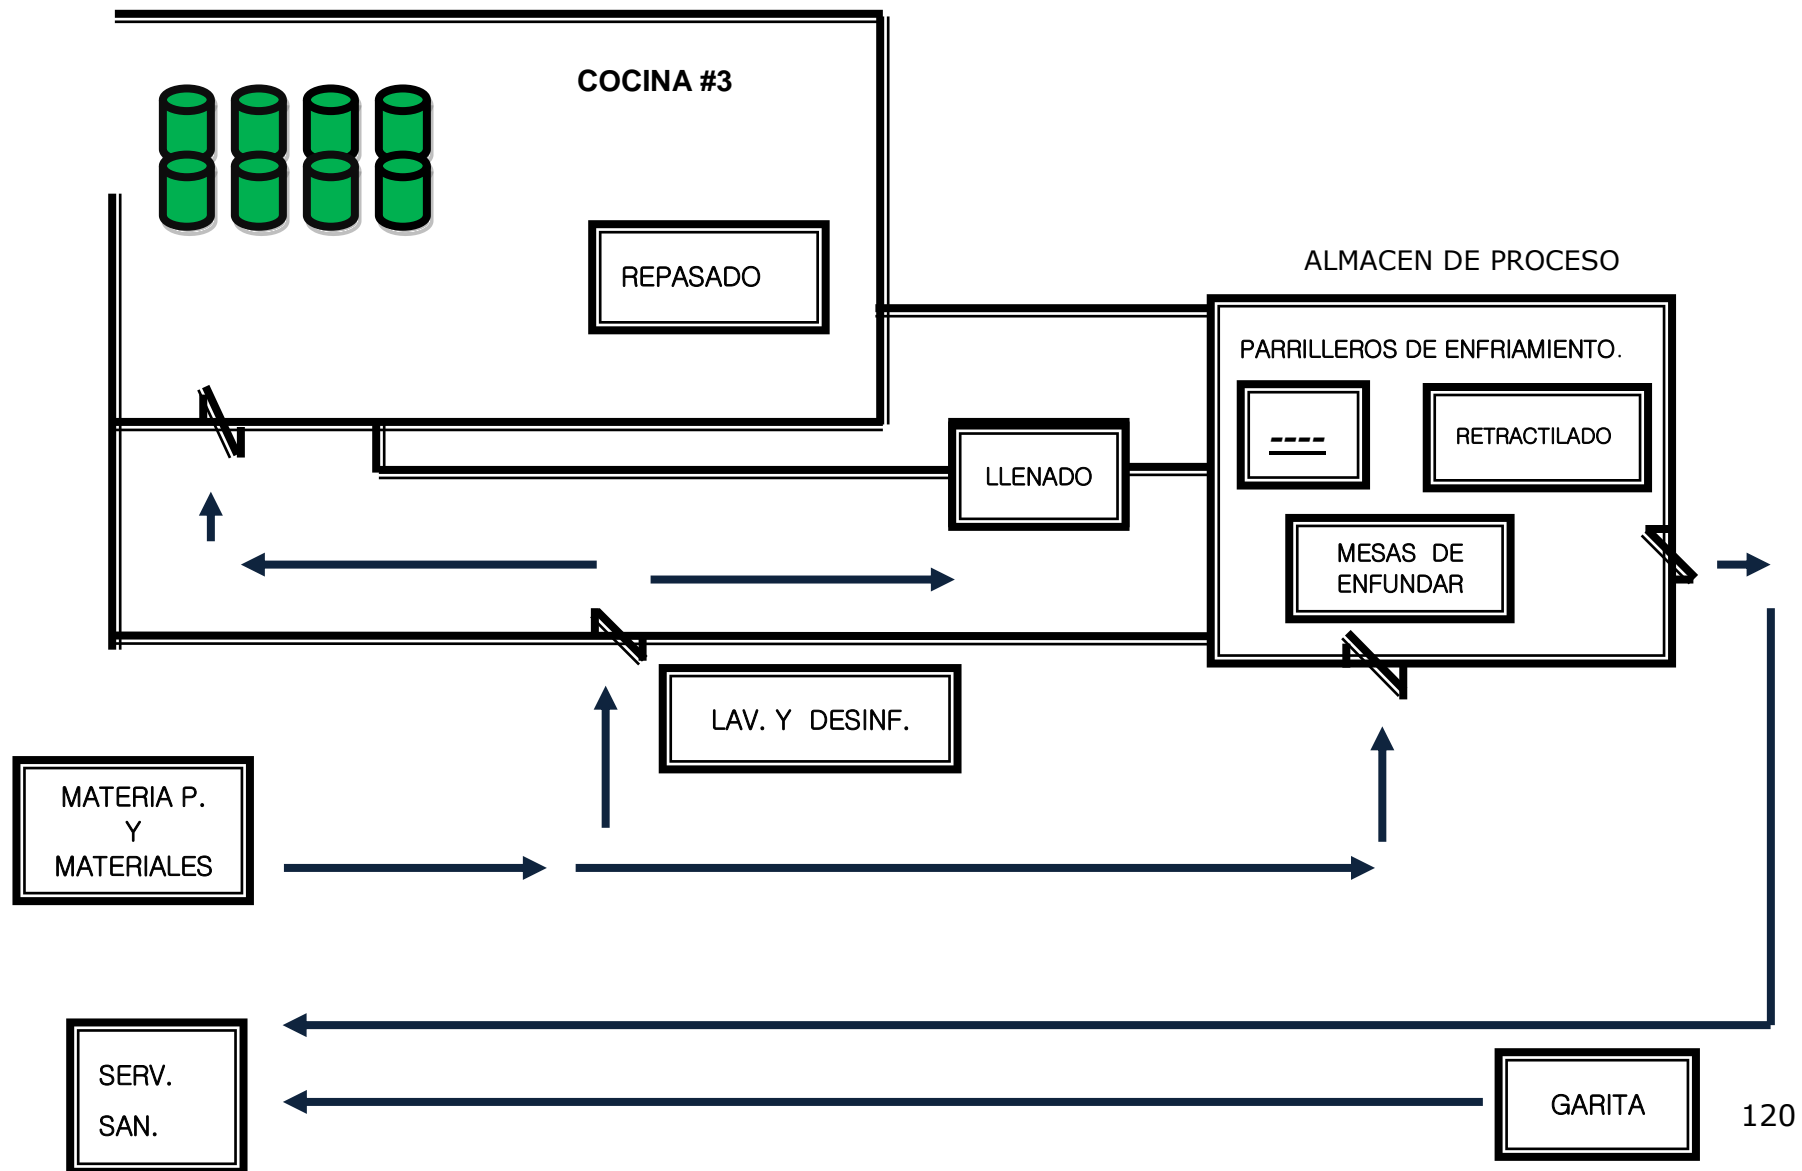 COCINA #3
REPASADO
ALMACEN DE PROCESO
PARRILLEROS DE ENFRIAMIENTO.
----
RETRACTILADO
LLENADO
MESAS DE
ENFUNDAR
LAV. Y DESINF.
MATERIA P.
Y
MATERIALES
SERV.
SAN.
GARITA
120